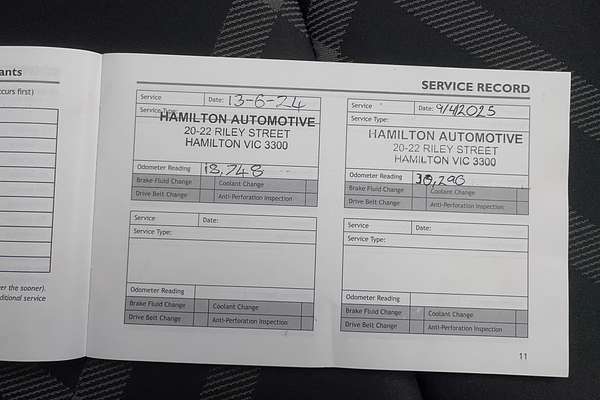 ants
ccurs first)
er the sooner).
ditional service
SERVICE RECORD
Service Date: 13-6-24
Service Type:
HAMILTON AUTOMOTIVE
20-22 RILEY STREET
HAMILTON VIC 3300
Odometer Reading 18,748
Brake Fluid Change Coolant Change
Drive Belt Change Anti-Perforation Inspection
Service Date: 9/4/2025
Service Type:
HAMILTON AUTOMOTIVE
20-22 RILEY STREET
HAMILTON VIC 3300
Odometer Reading
Brake Fluid Change Coolant Change
Drive Belt Change Anti-Perforation Inspection
Service Date:
Service Type:
Odometer Reading
Brake Fluid Change Coolant Change
Drive Belt Change Anti-Perforation Inspection
Service Date:
Service Type:
Odometer Reading
Brake Fluid Change Coolant Change
Drive Belt Change Anti-Perforation Inspection
11